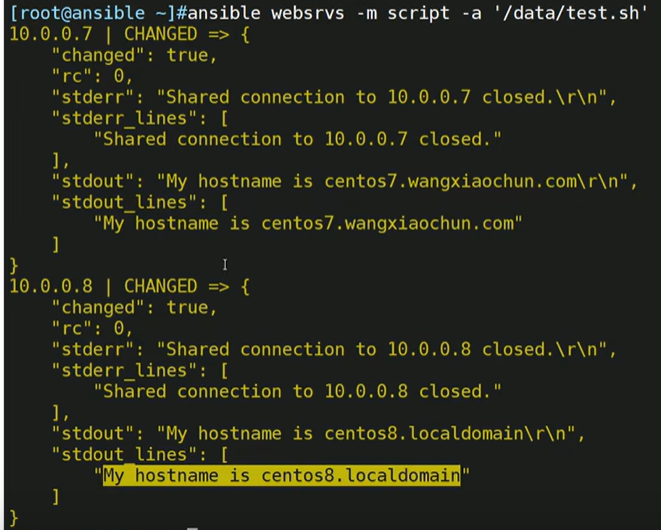 [root@ansible ~]#ansible websrvs -m script -a '/data/test.sh'
10.0.0.7 | CHANGED => {
    "changed": true,
    "rc": 0,
    "stderr": "Shared connection to 10.0.0.7 closed.\r\n",
    "stderr_lines": [
        "Shared connection to 10.0.0.7 closed."
    ],
    "stdout": "My hostname is centos7.wangxiaochun.com\r\n",
    "stdout_lines": [
        "My hostname is centos7.wangxiaochun.com"
    ]
}
10.0.0.8 | CHANGED => {
    "changed": true,
    "rc": 0,
    "stderr": "Shared connection to 10.0.0.8 closed.\r\n",
    "stderr_lines": [
        "Shared connection to 10.0.0.8 closed."
    ],
    "stdout": "My hostname is centos8.localdomain\r\n",
    "stdout_lines": [
        "My hostname is centos8.localdomain"
    ]
}